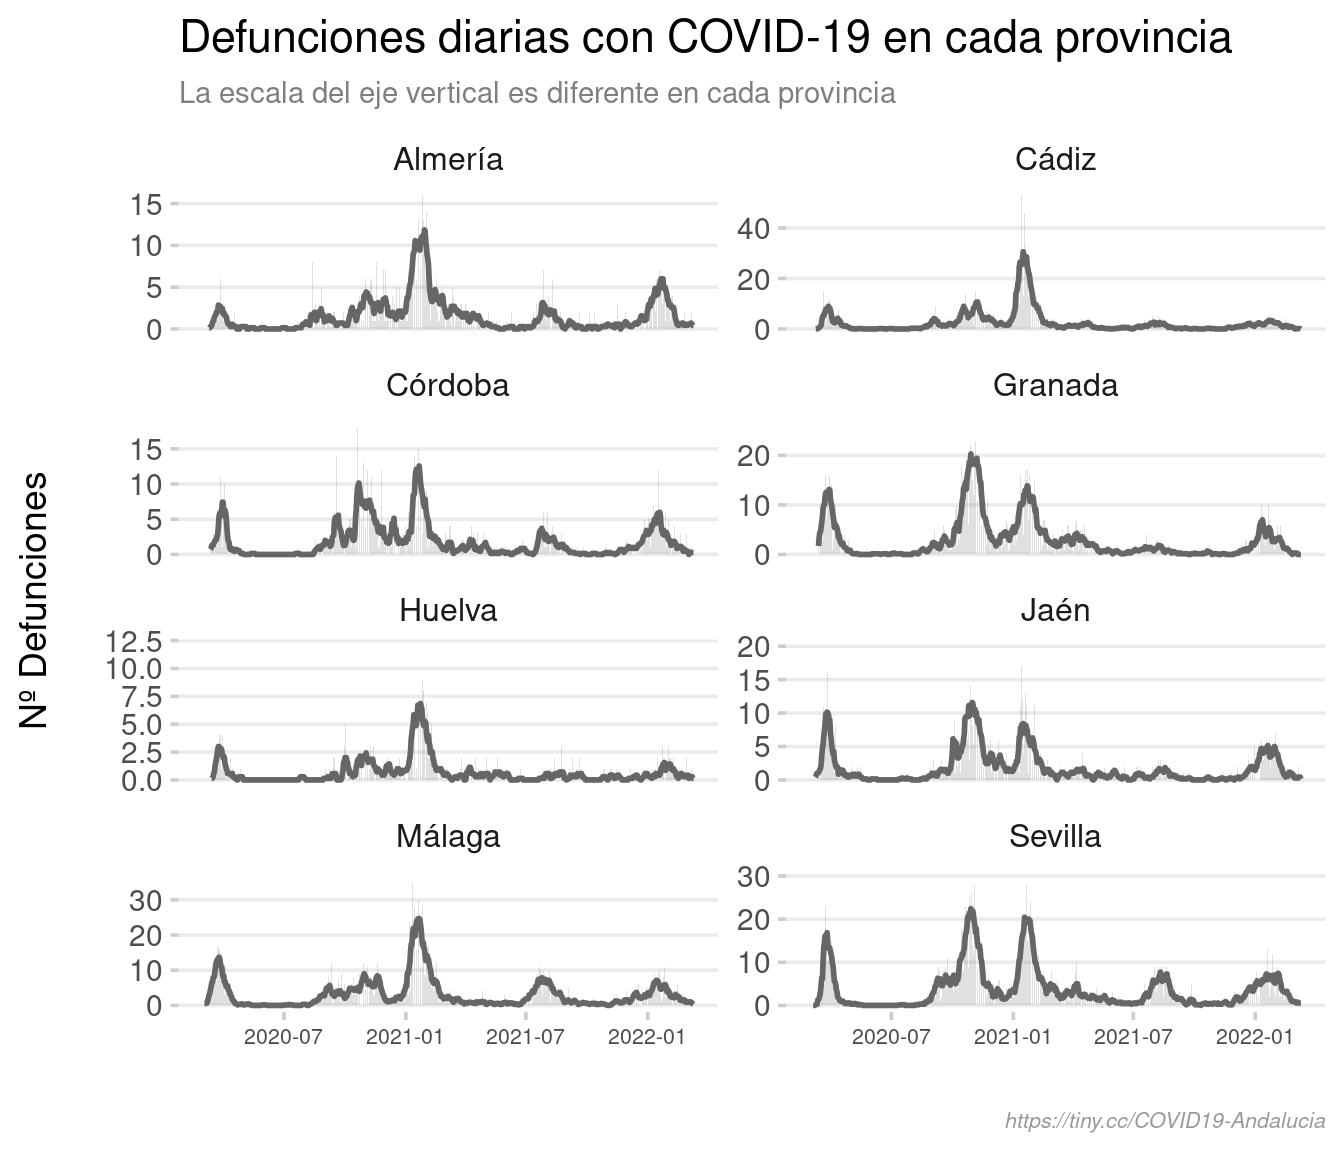 Defunciones diarias con COVID-19 en cada provincia
La escala del eje vertical es diferente en cada provincia
Nº Defunciones
Almería
15
10
5
0
Cádiz
40
20
0
Córdoba
15
10
5
0
Granada
20
10
0
Huelva
12.5
10.0
7.5
5.0
2.5
0.0
Jaén
20
15
10
5
0
Málaga
30
20
10
0
2020-07 2021-01 2021-07 2022-01
Sevilla
30
20
10
0
2020-07 2021-01 2021-07 2022-01
https://tiny.cc/COVID19-Andalucia